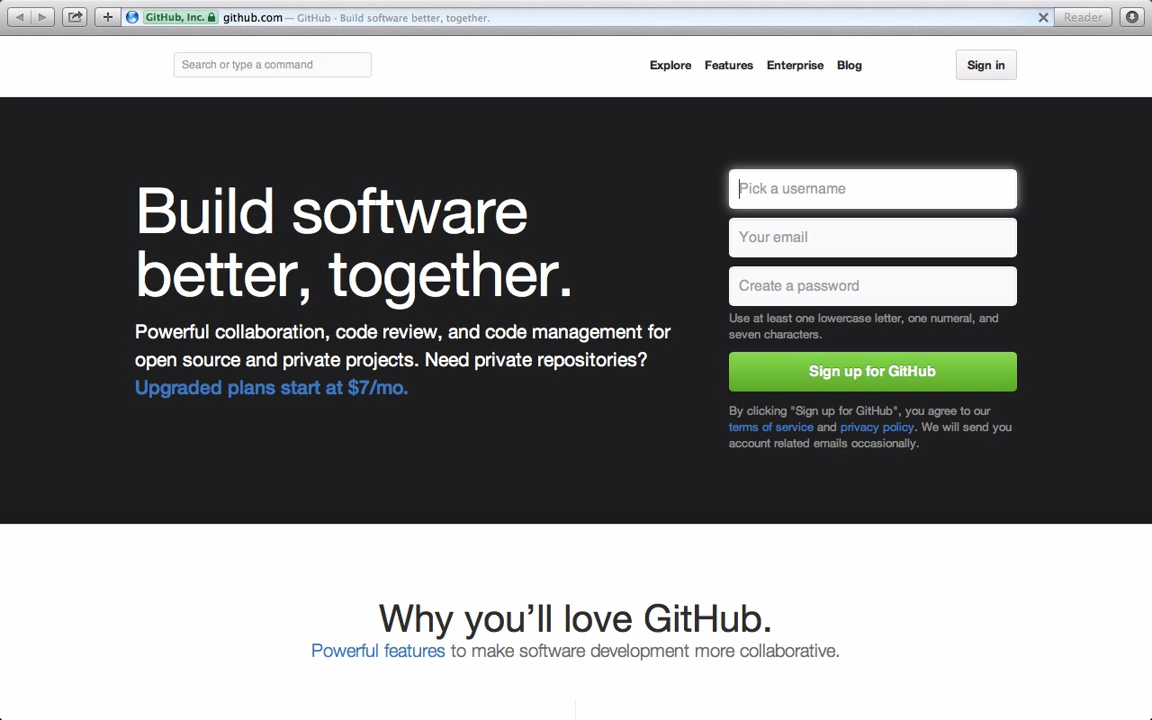 GitHub, Inc. github.com — GitHub · Build software better, together.
Reader
Search or type a command
Explore Features Enterprise Blog
Sign in
Build software
better, together.
Powerful collaboration, code review, and code management for
open source and private projects. Need private repositories?
Upgraded plans start at $7/mo.
Pick a username
Your email
Create a password
Use at least one lowercase letter, one numeral, and
seven characters.
Sign up for GitHub
By clicking "Sign up for GitHub", you agree to our
terms of service and privacy policy. We will send you
account related emails occasionally.
Why you’ll love GitHub.
Powerful features to make software development more collaborative.